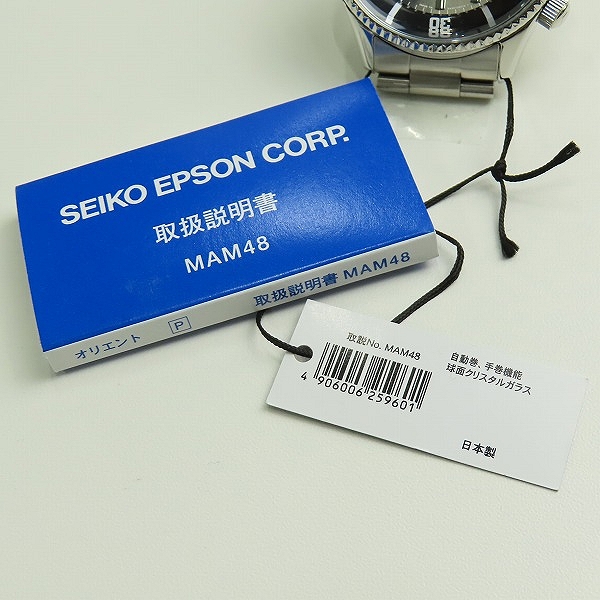 SEIKO EPSON CORP.
取扱説明書
MAM48
オリエント P 取扱説明書 MAM48
取説No. MAM48
4 906006 259601
自動巻、手巻機能
球面クリスタルガラス
日本製